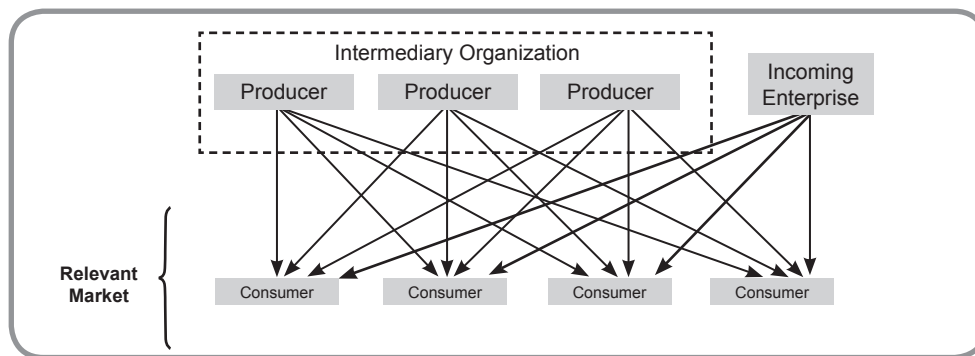 Intermediary Organization
Producer
Producer
Producer
Incoming
Enterprise
Relevant
Market
Consumer
Consumer
Consumer
Consumer